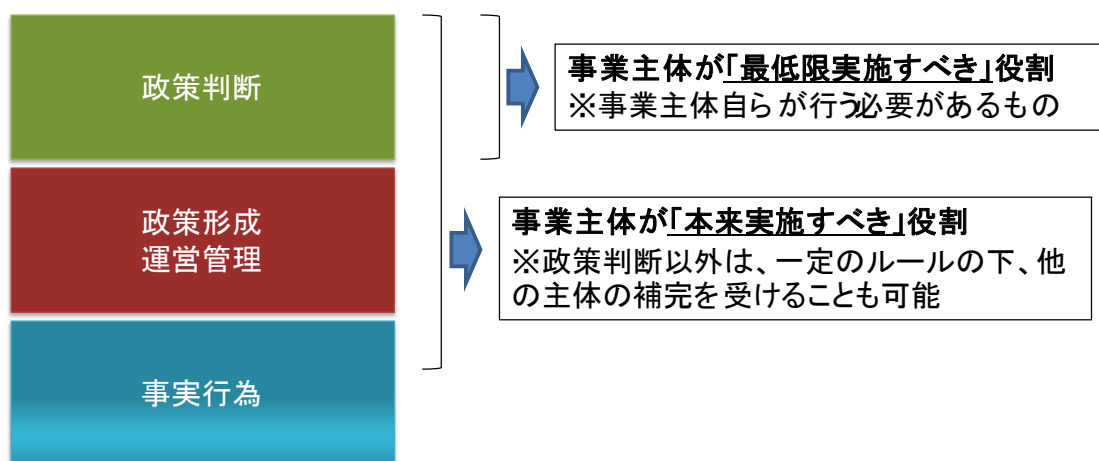 政策判断
事業主体が「最低限実施すべき」役割
※事業主体自らが行う必要があるもの
政策形成
運営管理
事業主体が「本来実施すべき」役割
※政策判断以外は、一定のルールの下、他
の主体の補完を受けることも可能
事実行為